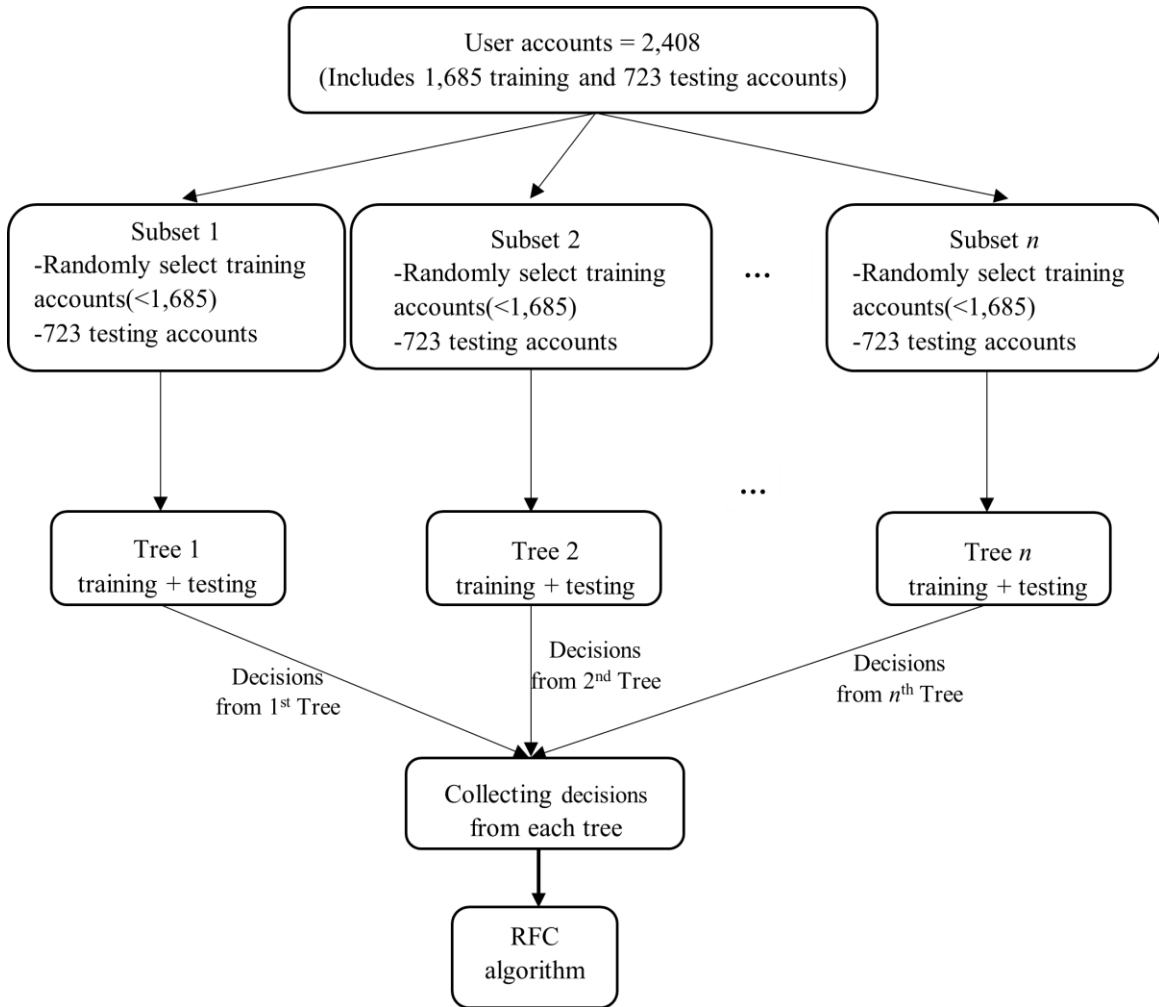 User accounts = 2,408
(Includes 1,685 training and 723 testing accounts)
Subset 1
-Randomly select training
accounts(<1,685)
-723 testing accounts
Subset 2
-Randomly select training
accounts(<1,685)
-723 testing accounts
...
Subset n
-Randomly select training
accounts(<1,685)
-723 testing accounts
...
Tree 1
training + testing
Tree 2
training + testing
Tree n
training + testing
Decisions
from 1st Tree
Decisions
from 2nd Tree
Decisions
from nth Tree
Collecting decisions
from each tree
RFC
algorithm